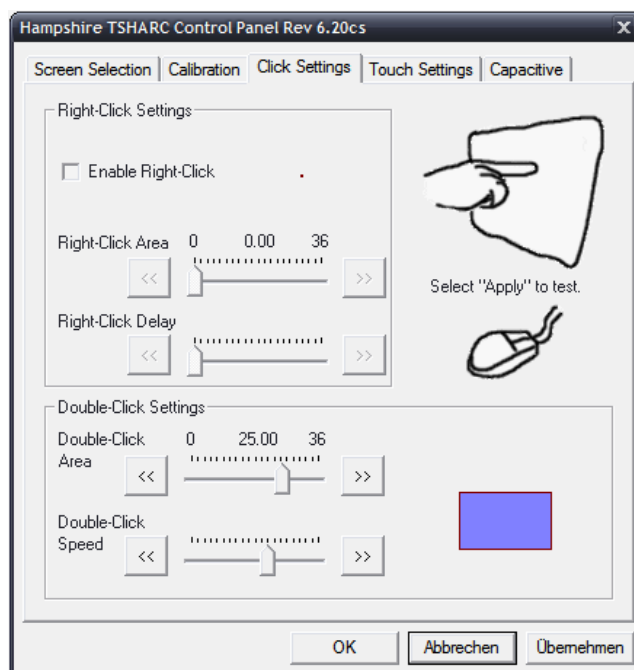 Hampshire TSHARC Control Panel Rev 6.20cs
Screen Selection Calibration Click Settings Touch Settings Capacitive
Right-Click Settings
Enable Right-Click
Right-Click Area 0 0.00 36
<< >>
Select "Apply" to test.
Right-Click Delay
<< >>
Double-Click Settings
Double-Click 0 25.00 36
Area << >>
Double-Click
Speed << >>
OK Abbrechen Übernehmen